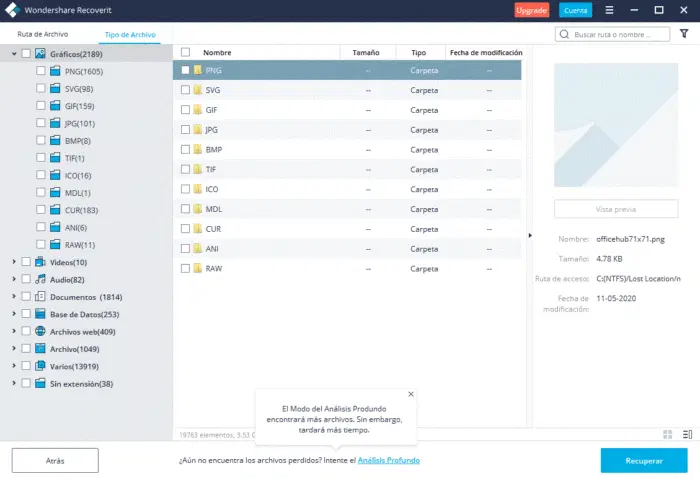 Wondershare Recoverit
Upgrade
Cuenta
Ruta de Archivo
Tipo de Archivo
Buscar ruta o nombre ...
Gráficos(2189)
PNG(1605)
SVG(98)
GIF(159)
JPG(101)
BMP(8)
TIF(1)
ICO(16)
MDL(1)
CUR(183)
ANI(6)
RAW(11)
Videos(10)
Audio(82)
Documentos (1814)
Base de Datos(253)
Archivos web(409)
Archivo(1049)
Varios(13919)
Sin extensión(38)
Nombre Tamaño Tipo Fecha de modificación
PNG -- Carpeta --
SVG -- Carpeta --
GIF -- Carpeta --
JPG -- Carpeta --
BMP -- Carpeta --
TIF -- Carpeta --
ICO -- Carpeta --
MDL -- Carpeta --
CUR -- Carpeta --
ANI -- Carpeta --
RAW -- Carpeta --
Vista previa
Nombre: officehub71x71.png
Tamaño: 4.78 KB
Ruta de acceso: C:(NTFS)/Lost Location/n
Fecha de 11-05-2020
modificación:
El Modo del Análisis Produndo
encontrará más archivos. Sin embargo,
tardará más tiempo.
19763 elementos, 3.53
Atrás
¿Aún no encuentra los archivos perdidos? Intente el Análisis Profundo
Recuperar